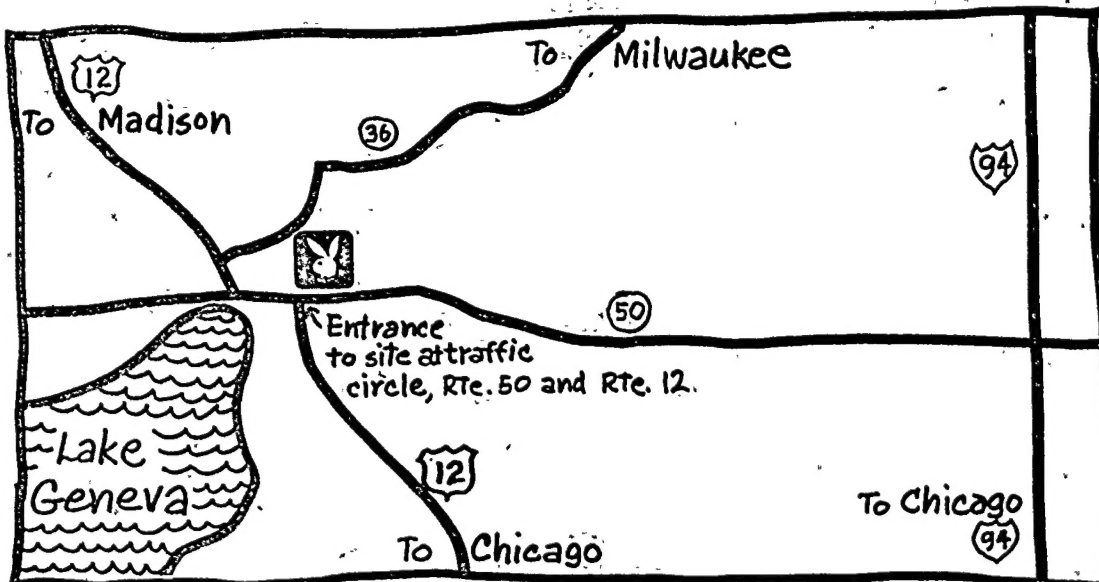 12
To Madison
To Milwaukee
36
94
50
Entrance
to site at traffic
circle, RTe. 50 and RTe. 12.
Lake
Geneva
12
To Chicago
To Chicago
94